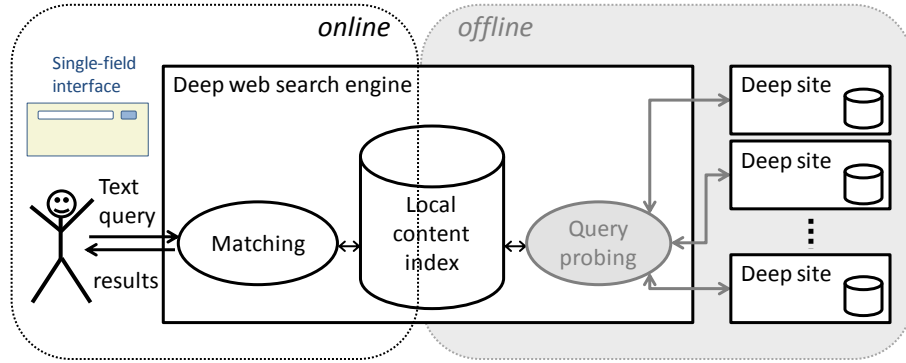 online
offline
Single-field
interface
Deep web search engine
Deep site
Deep site
Text
query
Matching
Local
content
index
Query
probing
results
Deep site